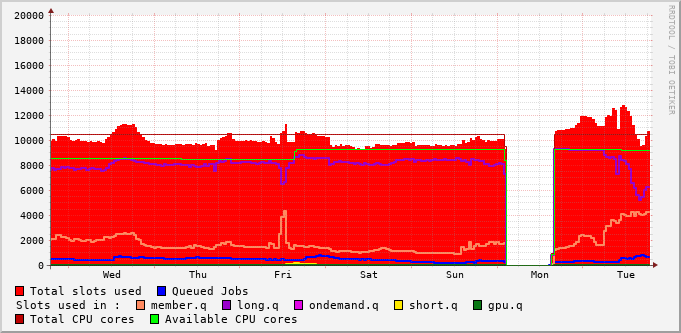 RRDTOOL / TOBI OETIKER
20000
18000
16000
14000
12000
10000
8000
6000
4000
2000
0
Wed Thu Fri Sat Sun Mon Tue
Total slots used Queued Jobs
Slots used in : member.q long.q ondemand.q short.q gpu.q
Total CPU cores Available CPU cores